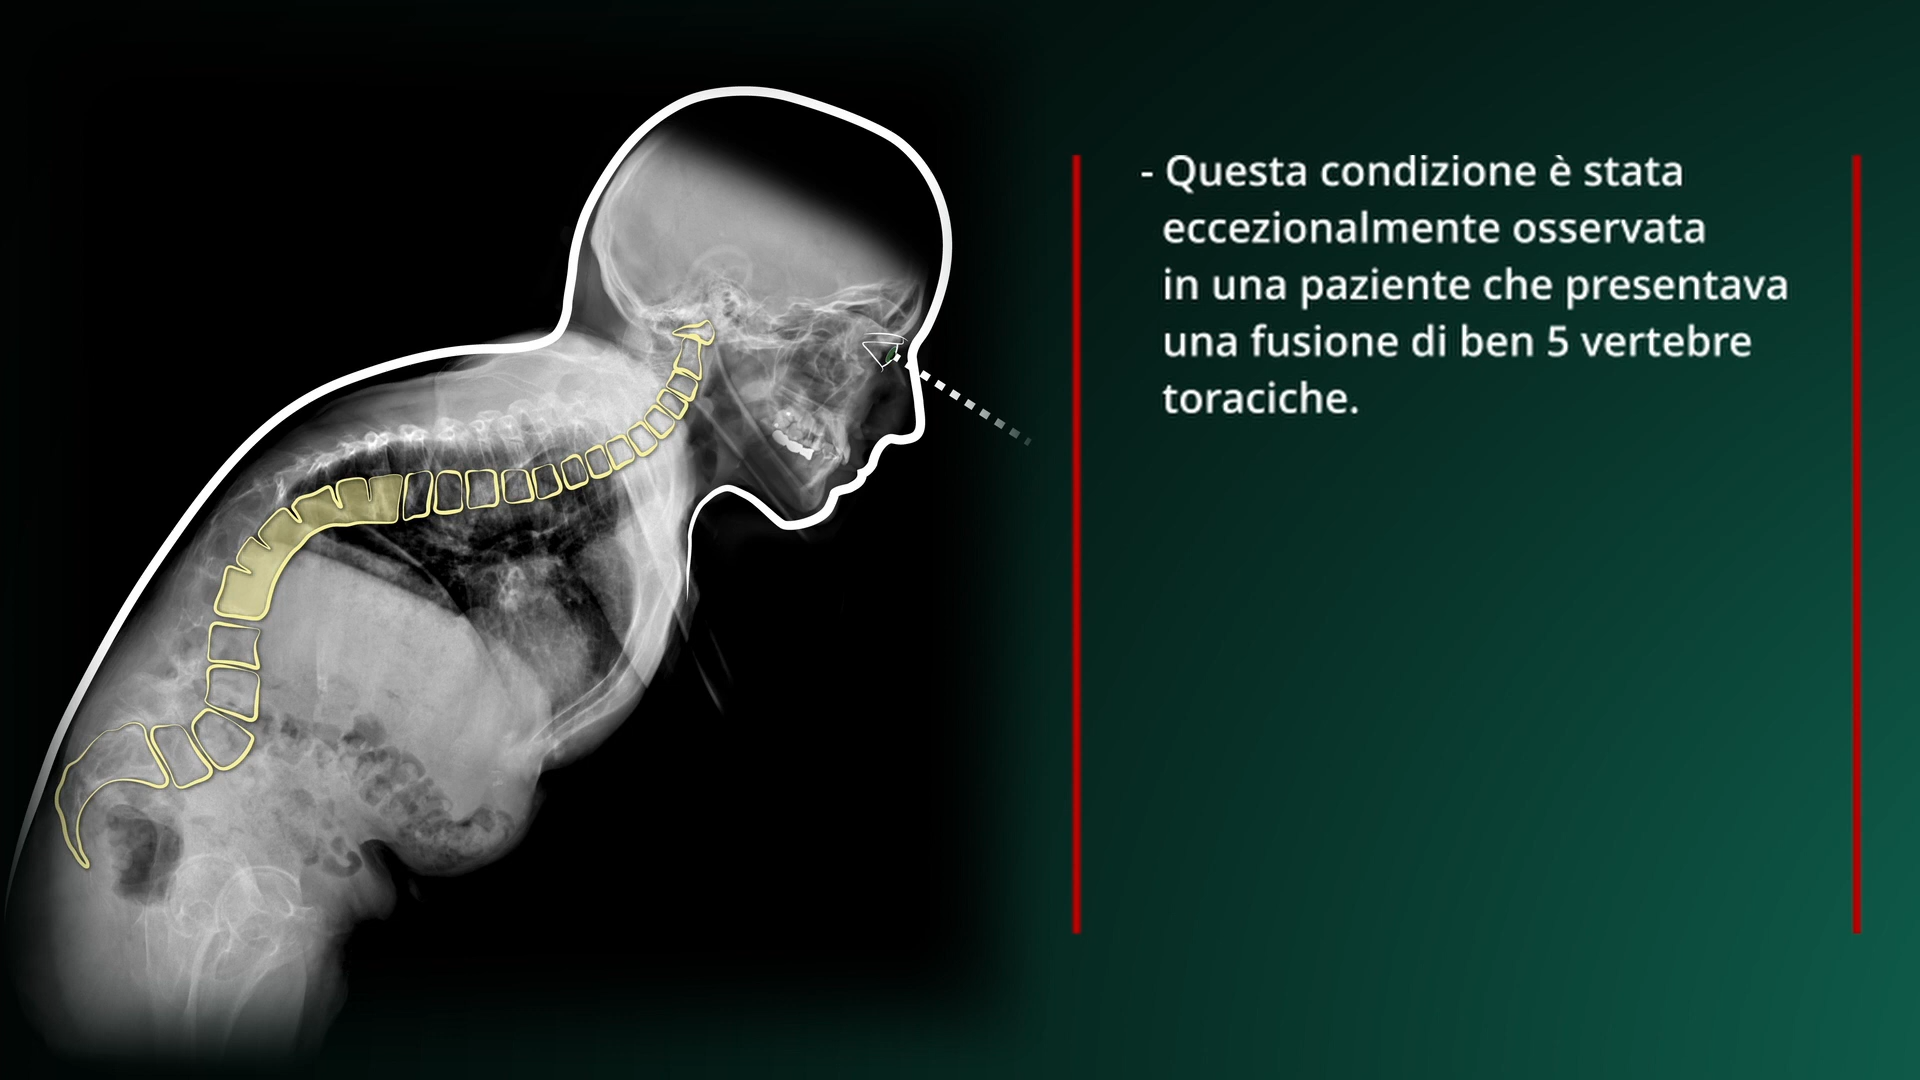 - Questa condizione è stata
eccezionalmente osservata
in una paziente che presentava
una fusione di ben 5 vertebre
toraciche.